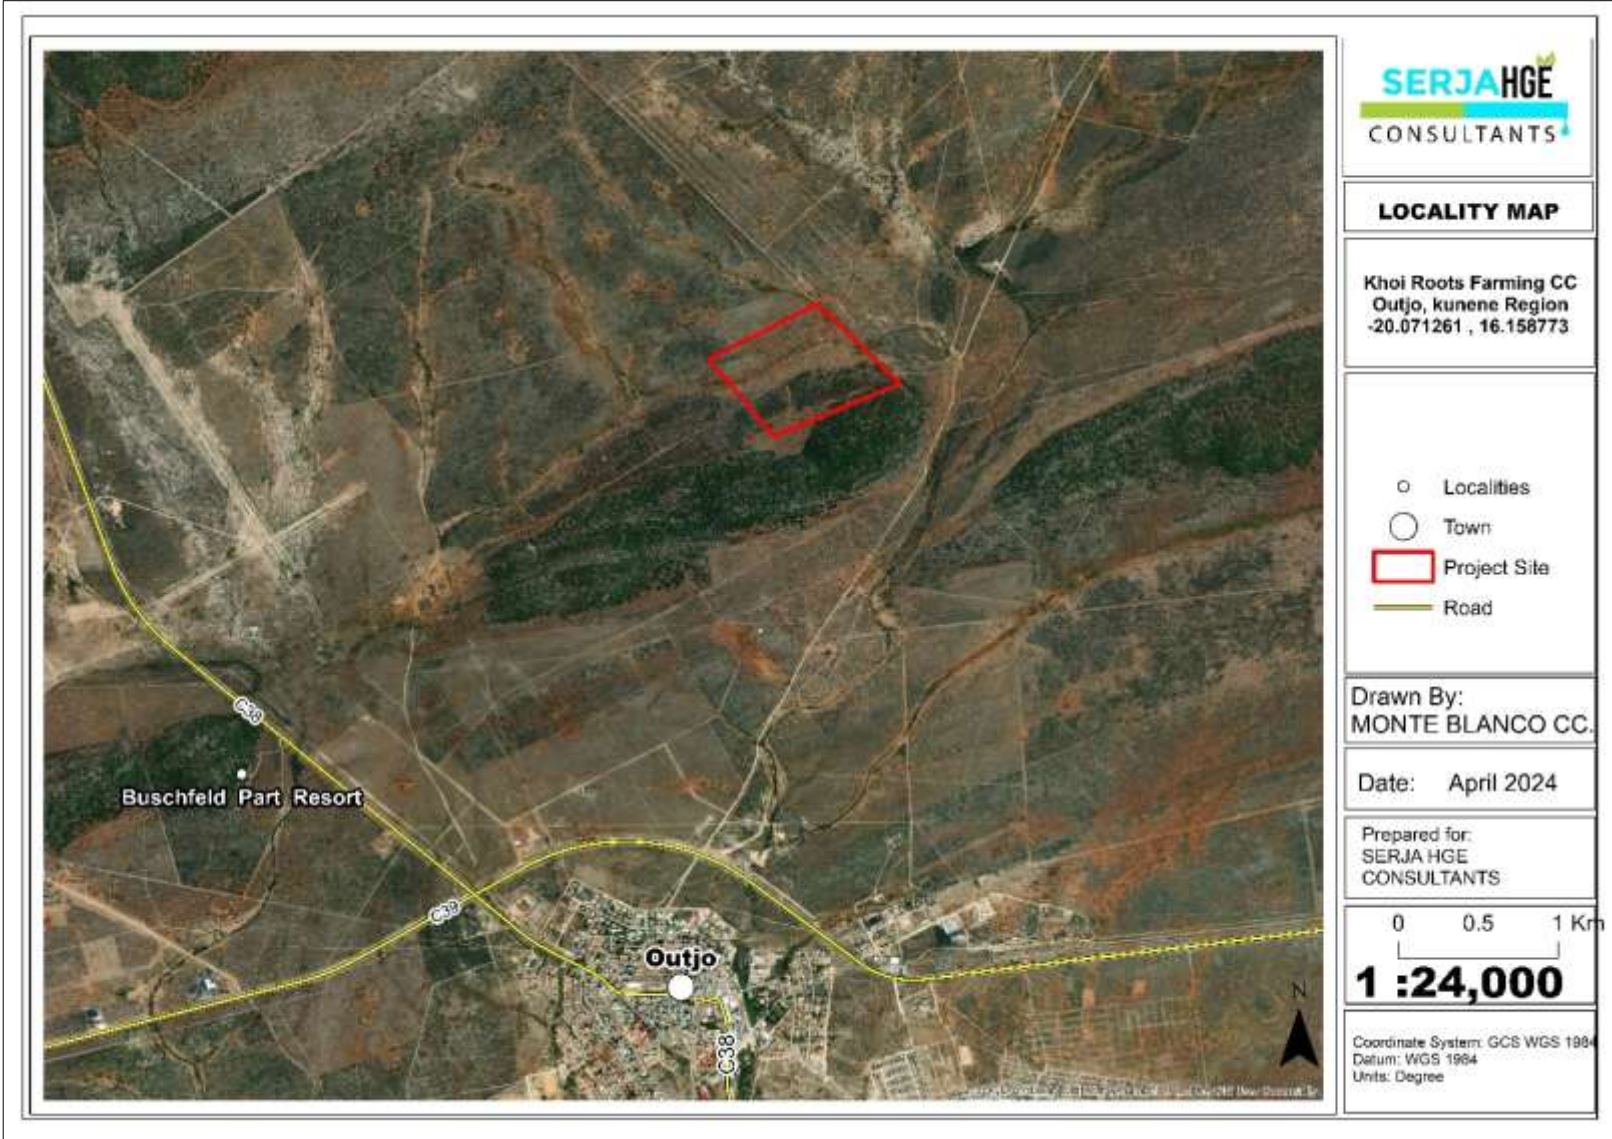 SERJAHGE
CONSULTANTS
LOCALITY MAP
Khoi Roots Farming CC
Outjo, kunene Region
-20.071261 , 16.158773
Localities
Town
Project Site
Road
Drawn By:
MONTE BLANCO CC.
Date: April 2024
Prepared for:
SERJA HGE
CONSULTANTS
0 0.5 1 Km
1 :24,000
Coordinate System: GCS WGS 1984
Datum: WGS 1984
Units: Degree
C38
Buschfeld Part Resort
C39
Outjo
C38
N